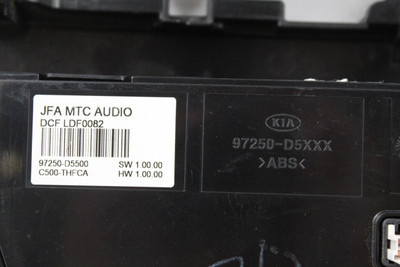 JFA MTC AUDIO
DCF LDF0082
97250-D5500 SW 1.00.00
C500-THFCA HW 1.00.00
KIA
97250-D5XXX
>ABS<